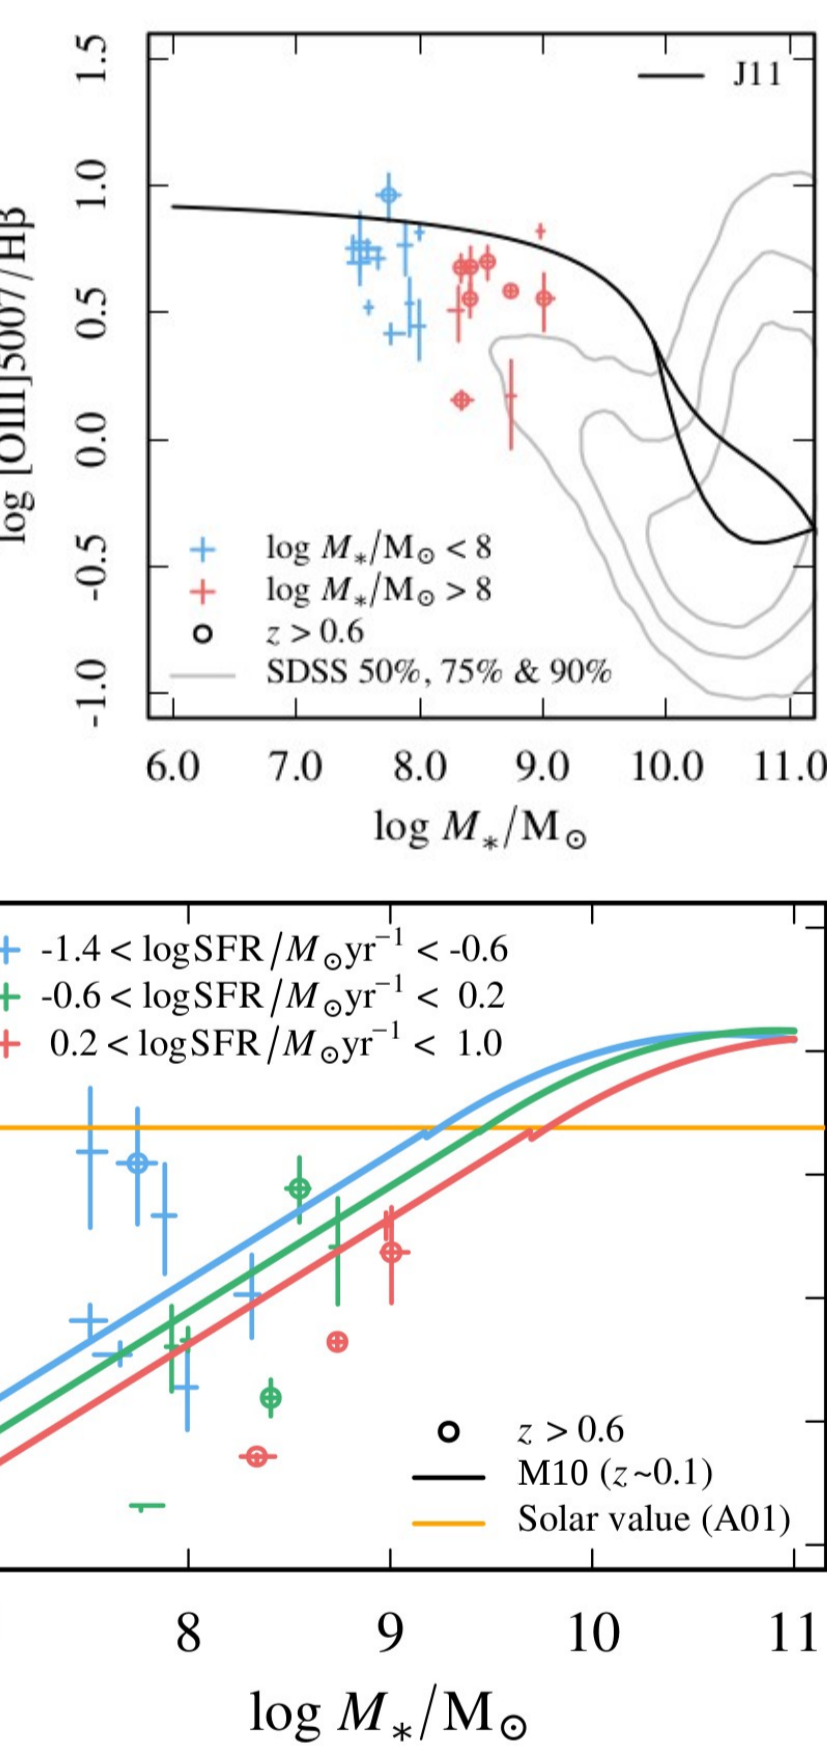 J11
1.5
1.0
0.5
0.0
-0.5
-1.0
log [OIII]5007/Hβ
log M*/M⊙ < 8
log M*/M⊙ > 8
z > 0.6
SDSS 50%, 75% & 90%
6.0 7.0 8.0 9.0 10.0 11.0
log M*/M⊙
-1.4 < logSFR/M⊙yr⁻¹ < -0.6
-0.6 < logSFR/M⊙yr⁻¹ < 0.2
0.2 < logSFR/M⊙yr⁻¹ < 1.0
z > 0.6
M10 (z~0.1)
Solar value (A01)
8 9 10 11
log M*/M⊙